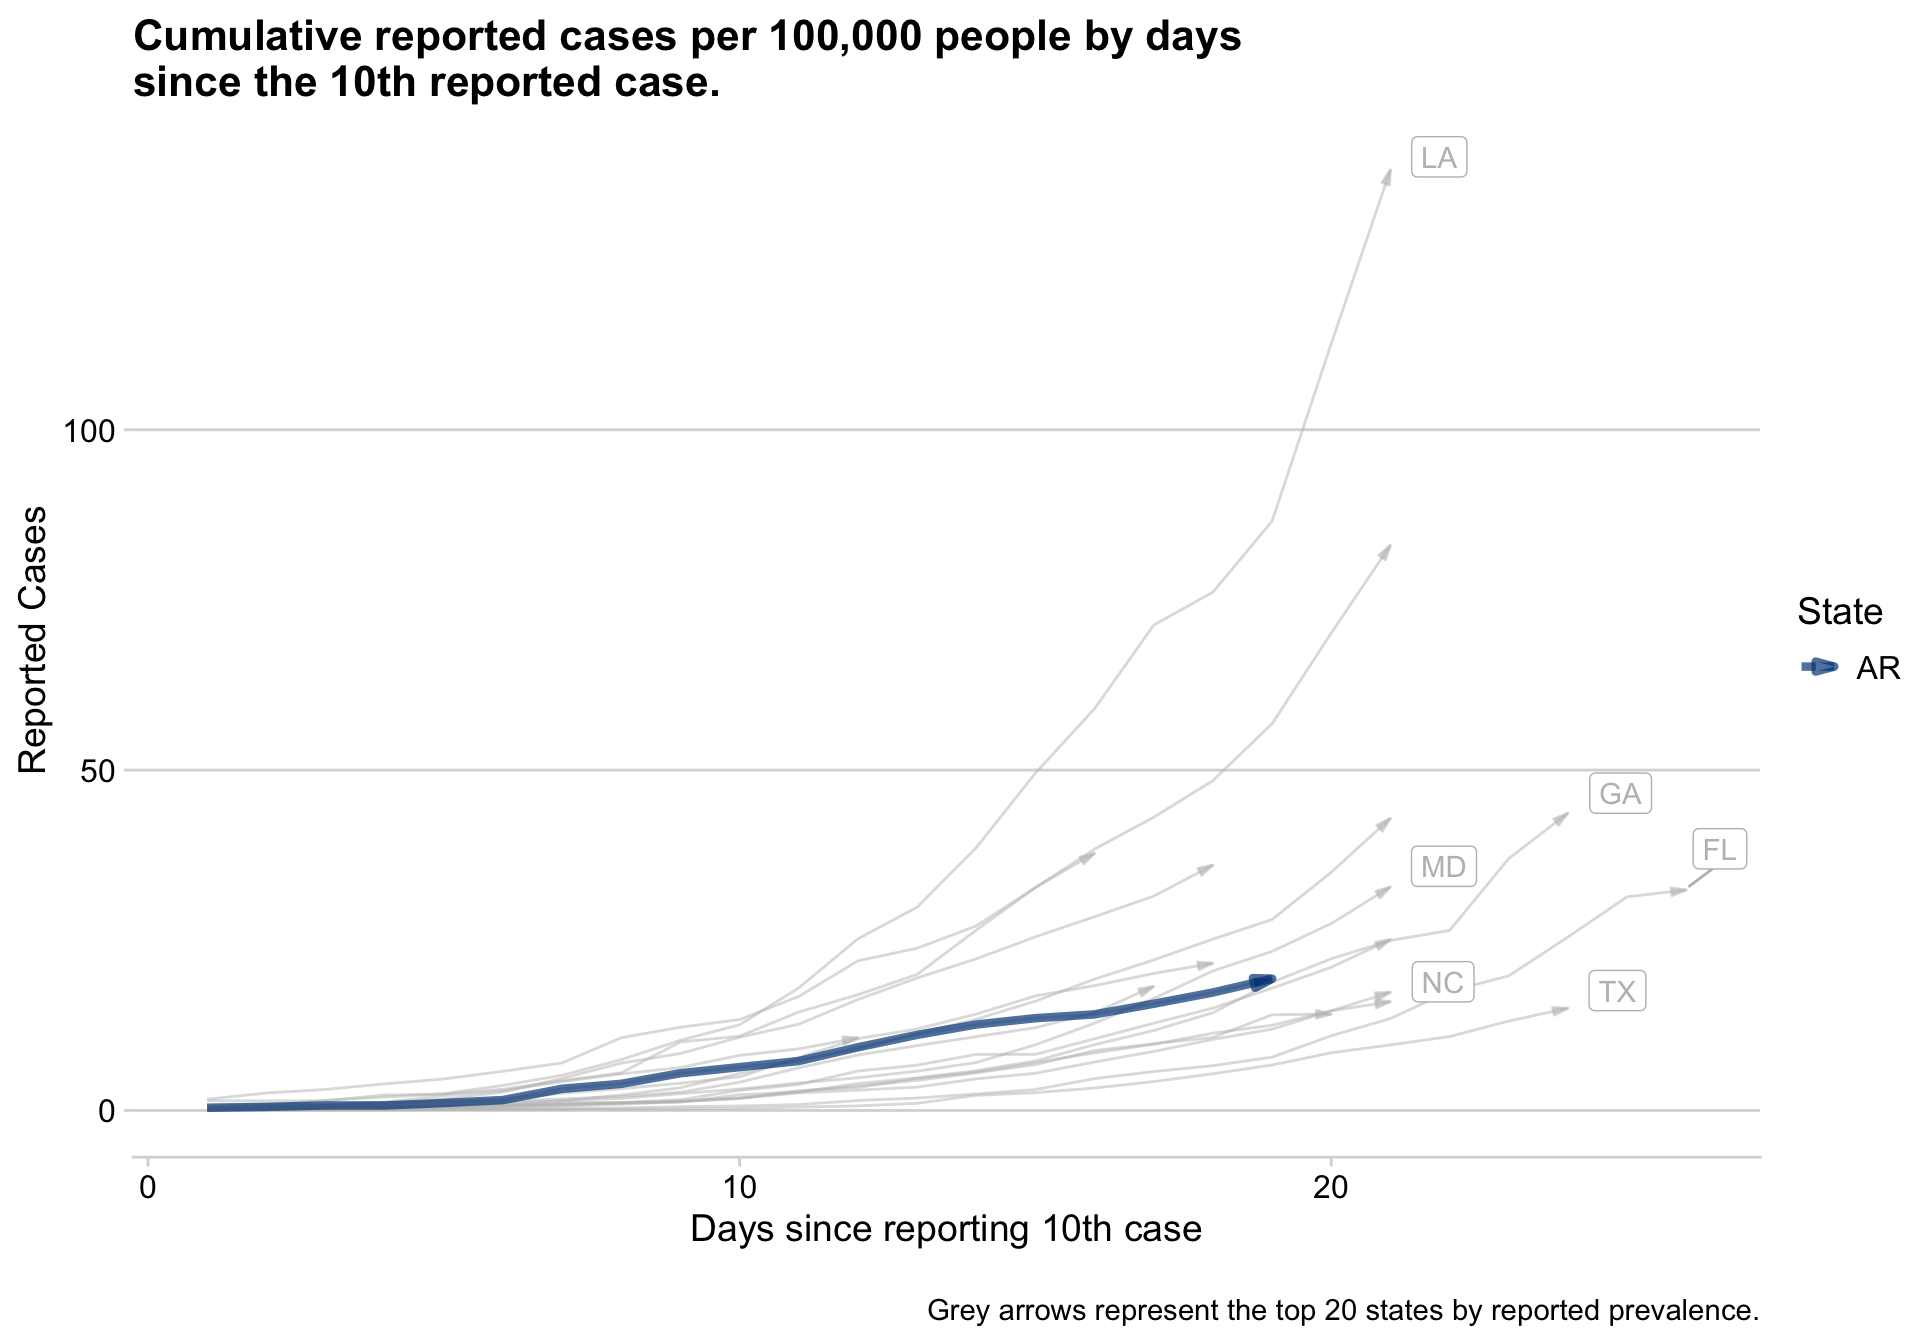 Cumulative reported cases per 100,000 people by days
since the 10th reported case.
LA
100
Reported Cases
State
AR
50
GA
FL
MD
NC
TX
0
0 10 20
Days since reporting 10th case
Grey arrows represent the top 20 states by reported prevalence.